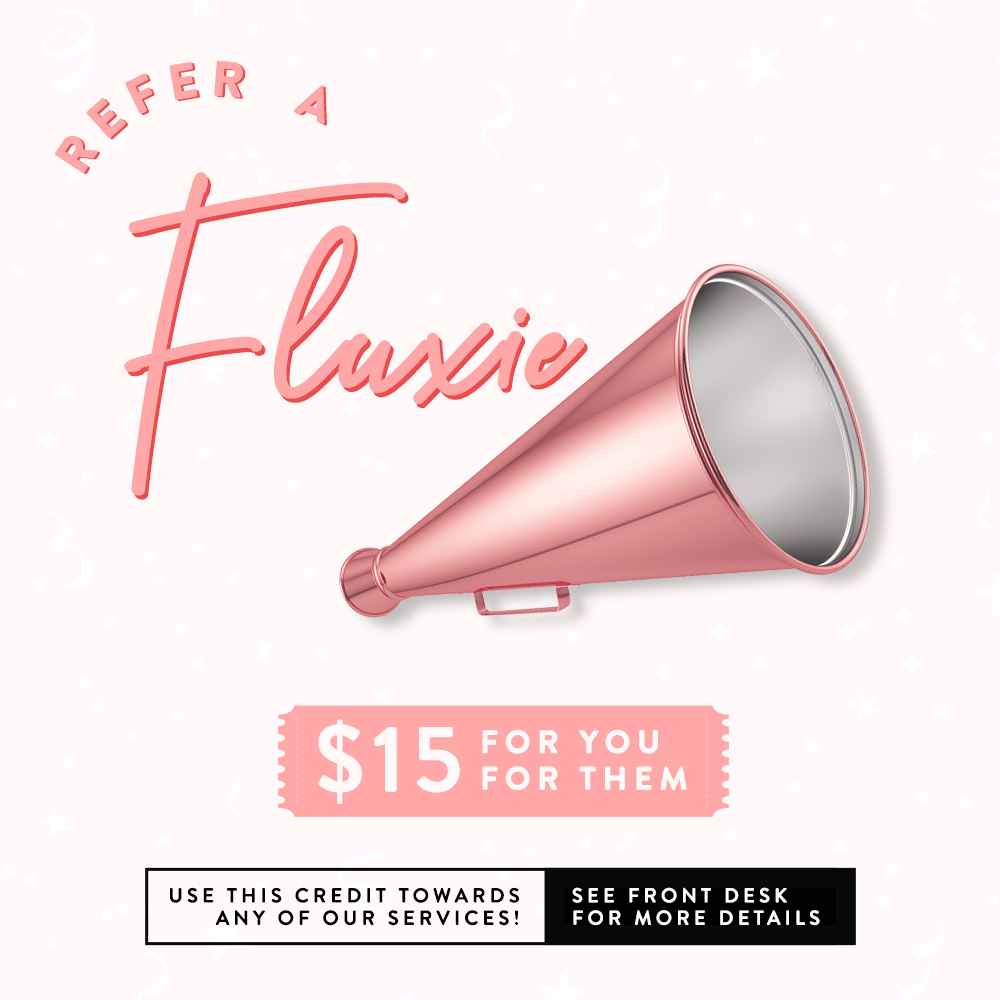 REFER A
Fluxie
$15 FOR YOU
FOR THEM
USE THIS CREDIT TOWARDS
ANY OF OUR SERVICES!
SEE FRONT DESK
FOR MORE DETAILS